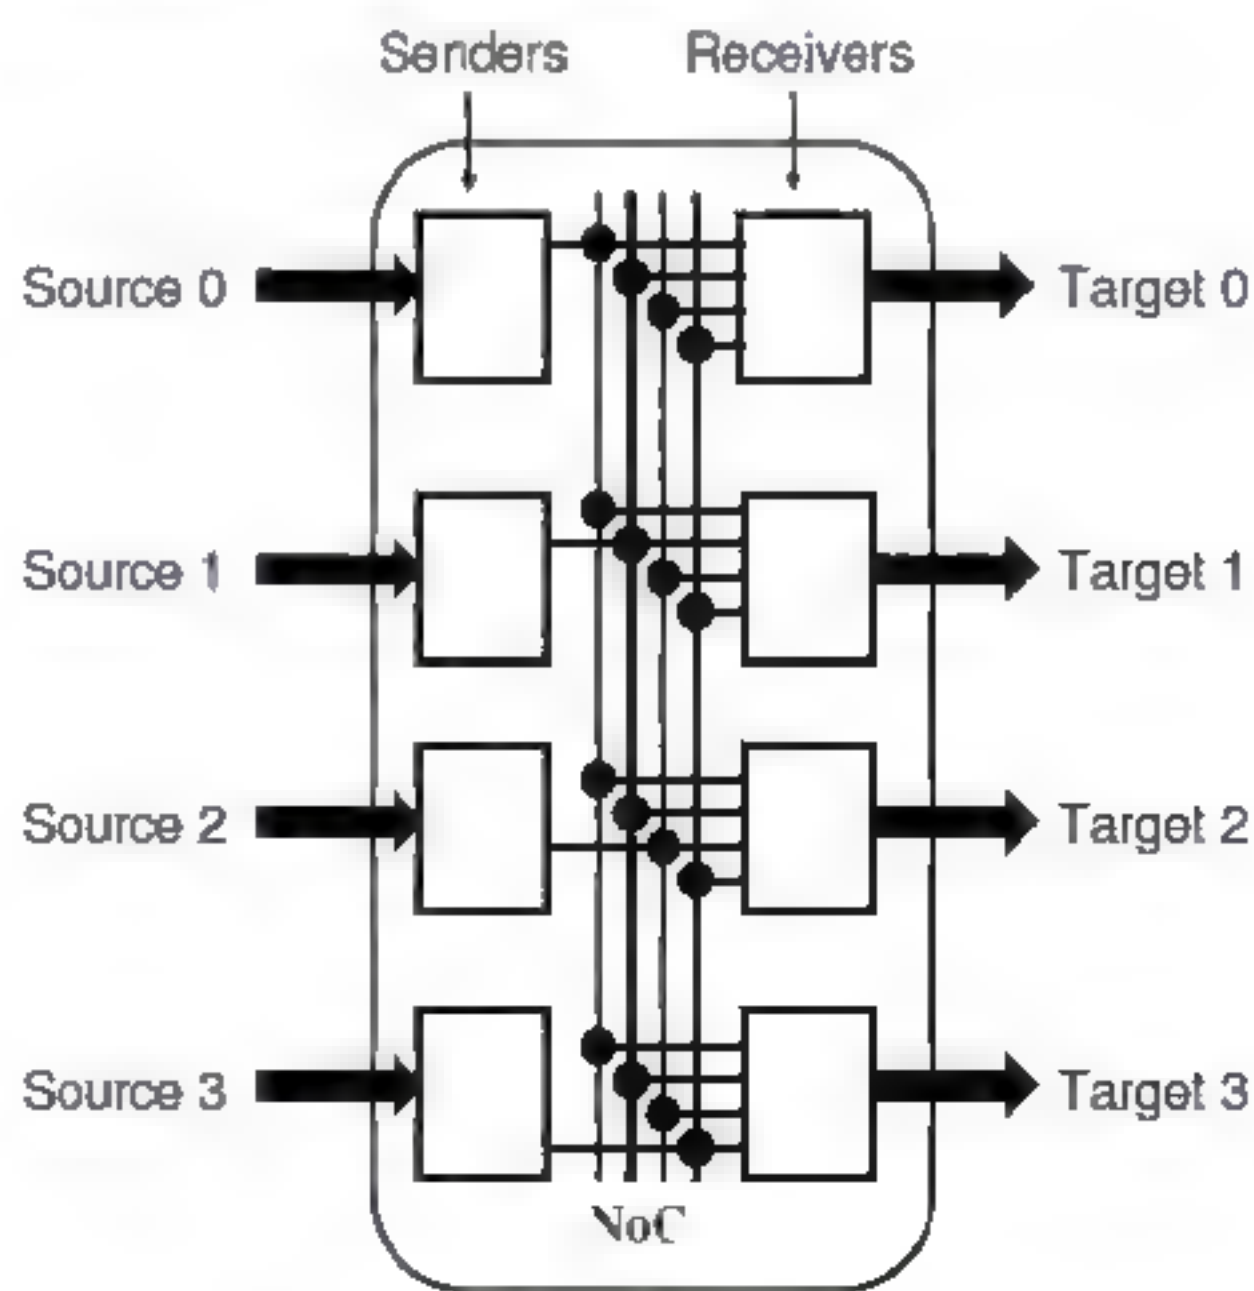 Senders Receivers
Source 0 Target 0
Source 1 Target 1
Source 2 Target 2
Source 3 Target 3
NoC